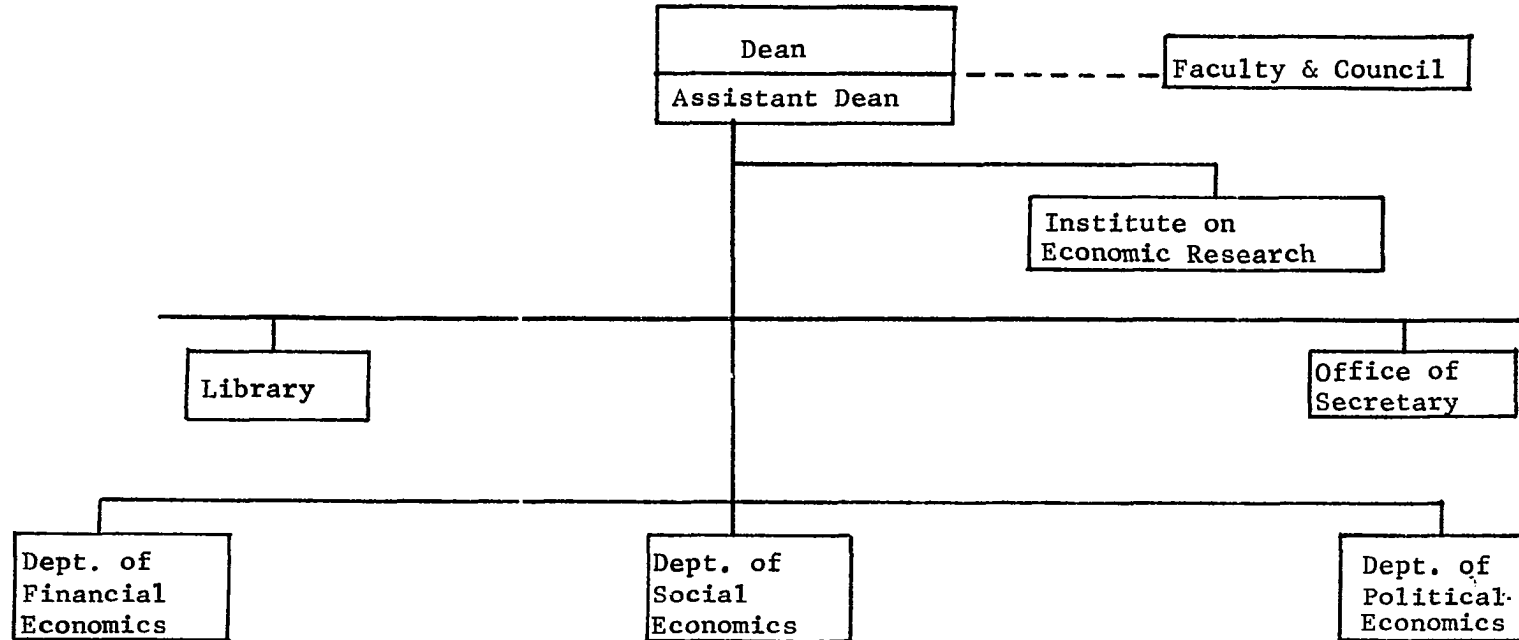 Dean
Faculty & Council
Assistant Dean
Institute on
Economic Research
Library
Office of
Secretary
Dept. of
Financial
Economics
Dept. of
Social
Economics
Dept. of
Political
Economics